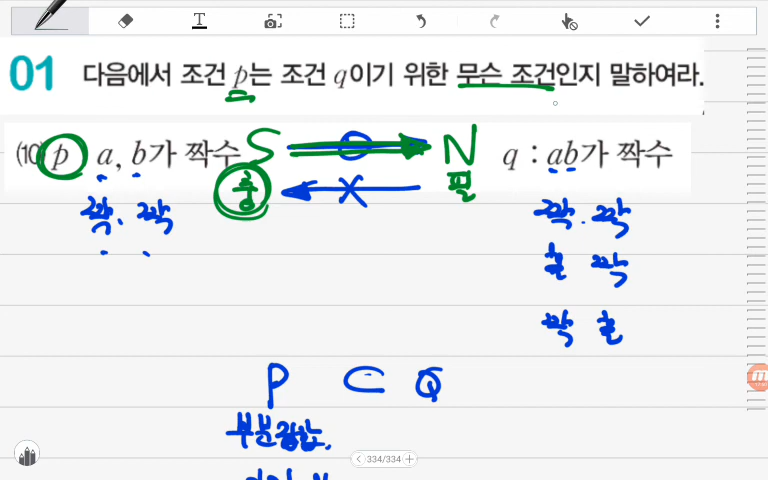 01 다음에서 조건 p는 조건 q이기 위한 무슨 조건인지 말하여라.
(10) p a, b가 짝수 S N q : ab가 짝수
충 필
짝. 짝 짝. 짝
홀 짝
짝 홀
P ⊂ Q
부분집합.
334/334